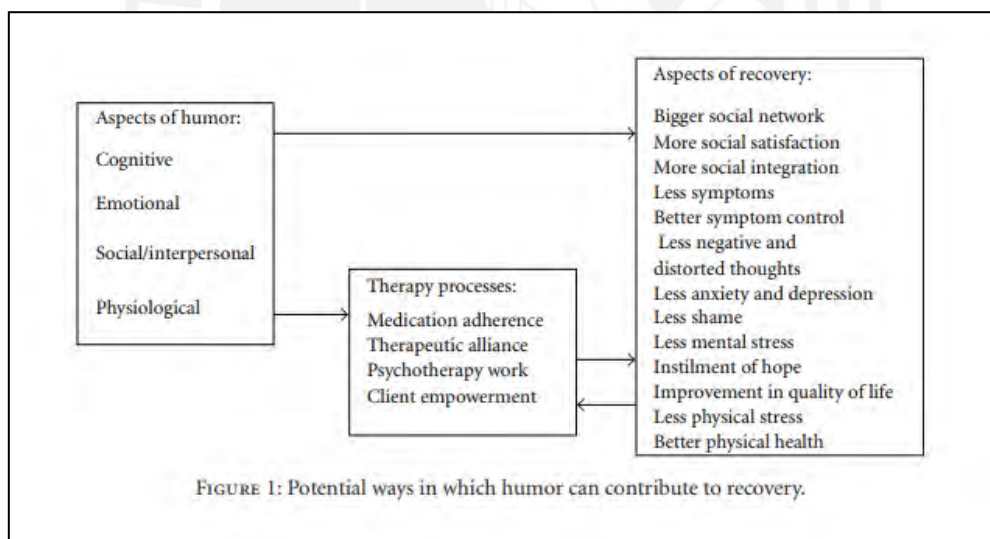 Aspects of humor:
Cognitive
Emotional
Social/interpersonal
Physiological
Therapy processes:
Medication adherence
Therapeutic alliance
Psychotherapy work
Client empowerment
Aspects of recovery:
Bigger social network
More social satisfaction
More social integration
Less symptoms
Better symptom control
Less negative and
distorted thoughts
Less anxiety and depression
Less shame
Less mental stress
Instilment of hope
Improvement in quality of life
Less physical stress
Better physical health
FIGURE 1: Potential ways in which humor can contribute to recovery.